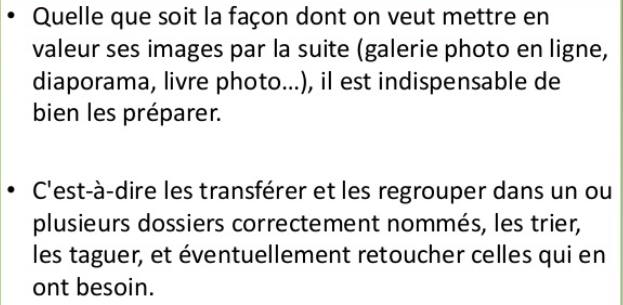 • Quelle que soit la façon dont on veut mettre en
valeur ses images par la suite (galerie photo en ligne,
diaporama, livre photo...), il est indispensable de
bien les préparer.
• C'est-à-dire les transférer et les regrouper dans un ou
plusieurs dossiers correctement nommés, les trier,
les taguer, et éventuellement retoucher celles qui en
ont besoin.